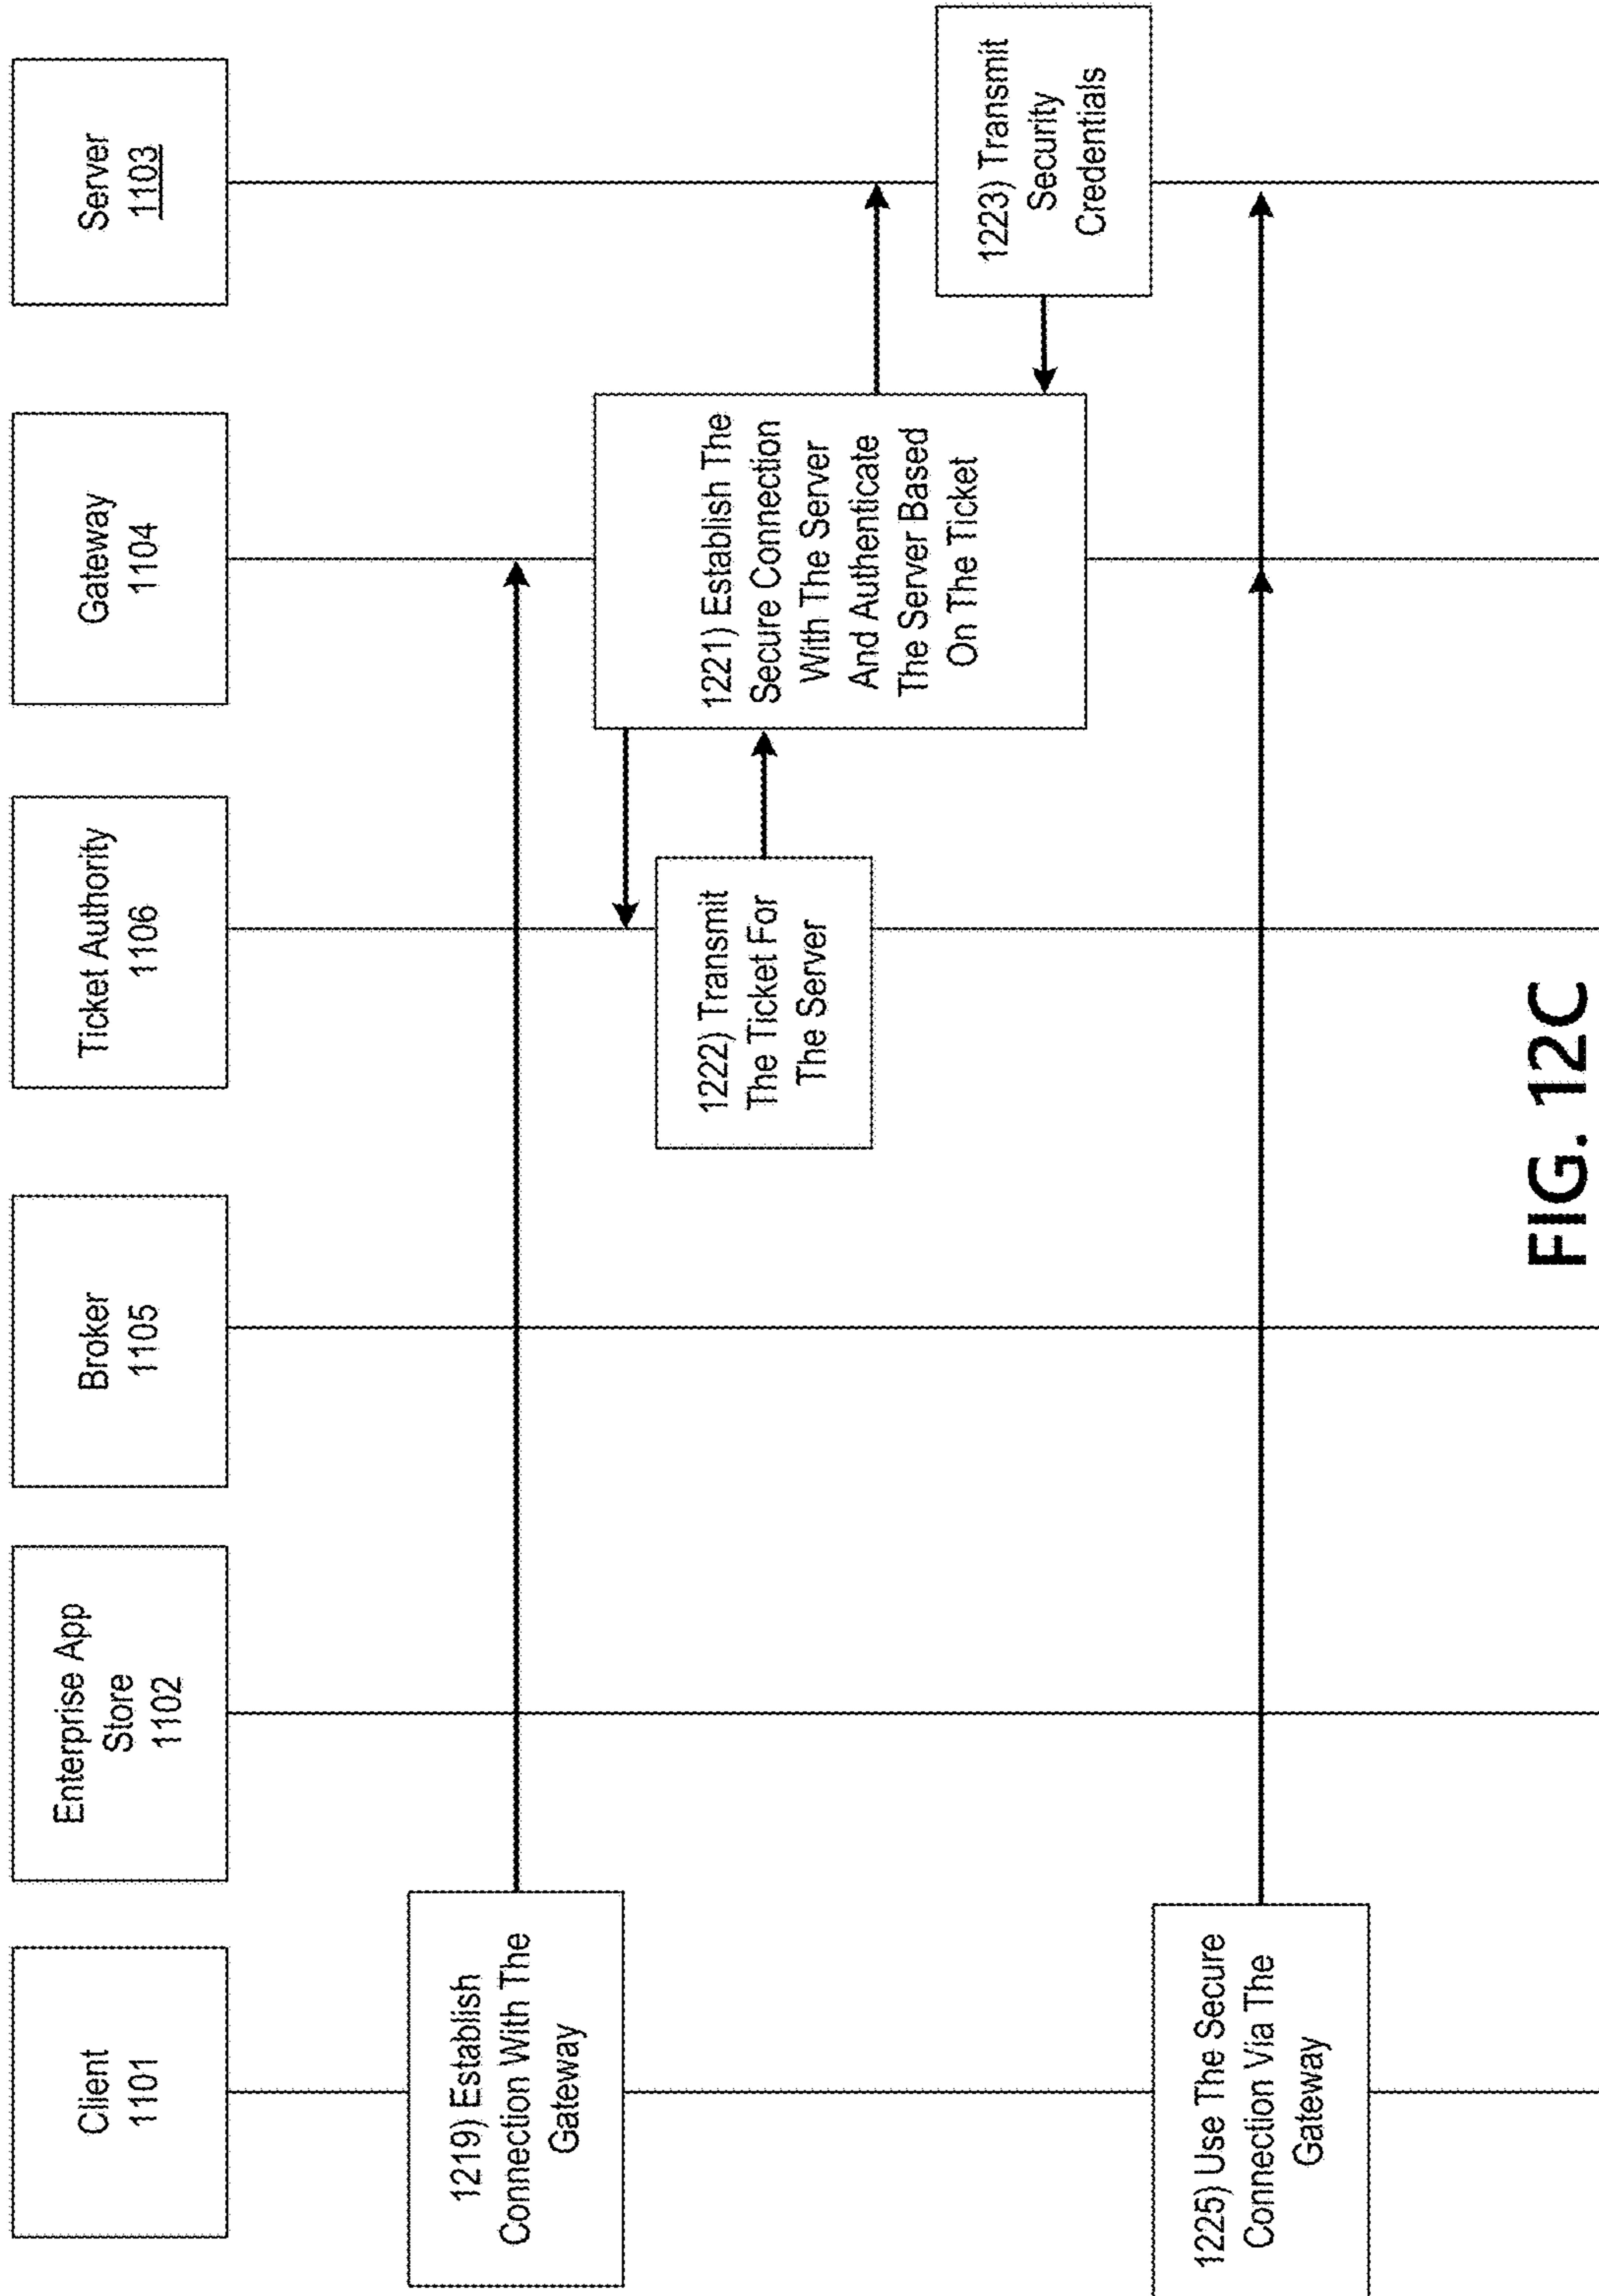 Client
1101
Enterprise App
Store
1102
Broker
1105
Ticket Authority
1106
Gateway
1104
Server
1103
1219) Establish
Connection With The
Gateway
1221) Establish The
Secure Connection
With The Server
And Authenticate
The Server Based
On The Ticket
1222) Transmit
The Ticket For
The Server
1223) Transmit
Security
Credentials
1225) Use The Secure
Connection Via The
Gateway
FIG. 12C